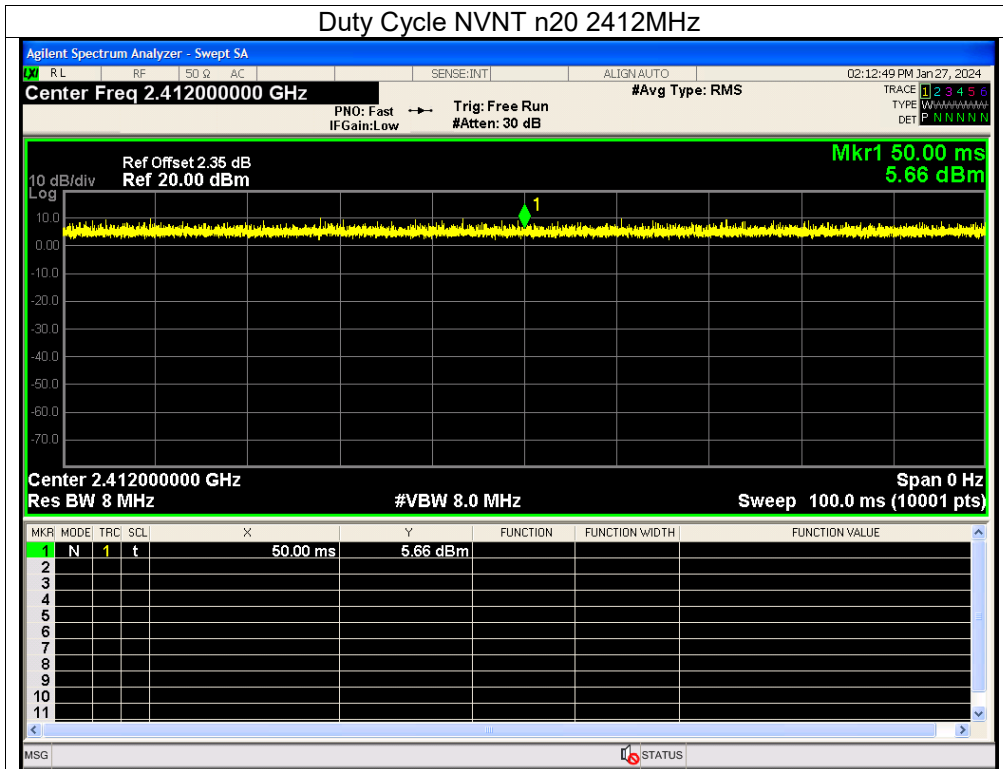 Duty Cycle NVNT n20 2412MHz
Agilent Spectrum Analyzer - Swept SA
LXI RL RF 50 Ω AC SENSE:INT ALIGN AUTO 02:12:49 PM Jan 27, 2024
Center Freq 2.412000000 GHz #Avg Type: RMS TRACE 1 2 3 4 5 6
PNO: Fast Trig: Free Run TYPE WWWWWW
IFGain:Low #Atten: 30 dB DET P N N N N N
Mkr1 50.00 ms
Ref Offset 2.35 dB
10 dB/div Ref 20.00 dBm 5.66 dBm
Log
1
10.0
0.00
-10.0
-20.0
-30.0
-40.0
-50.0
-60.0
-70.0
Center 2.412000000 GHz Span 0 Hz
Res BW 8 MHz #VBW 8.0 MHz Sweep 100.0 ms (10001 pts)
MKR MODE TRC SCL X Y FUNCTION FUNCTION WIDTH FUNCTION VALUE
1 N 1 t 50.00 ms 5.66 dBm
2
3
4
5
6
7
8
9
10
11
MSG STATUS